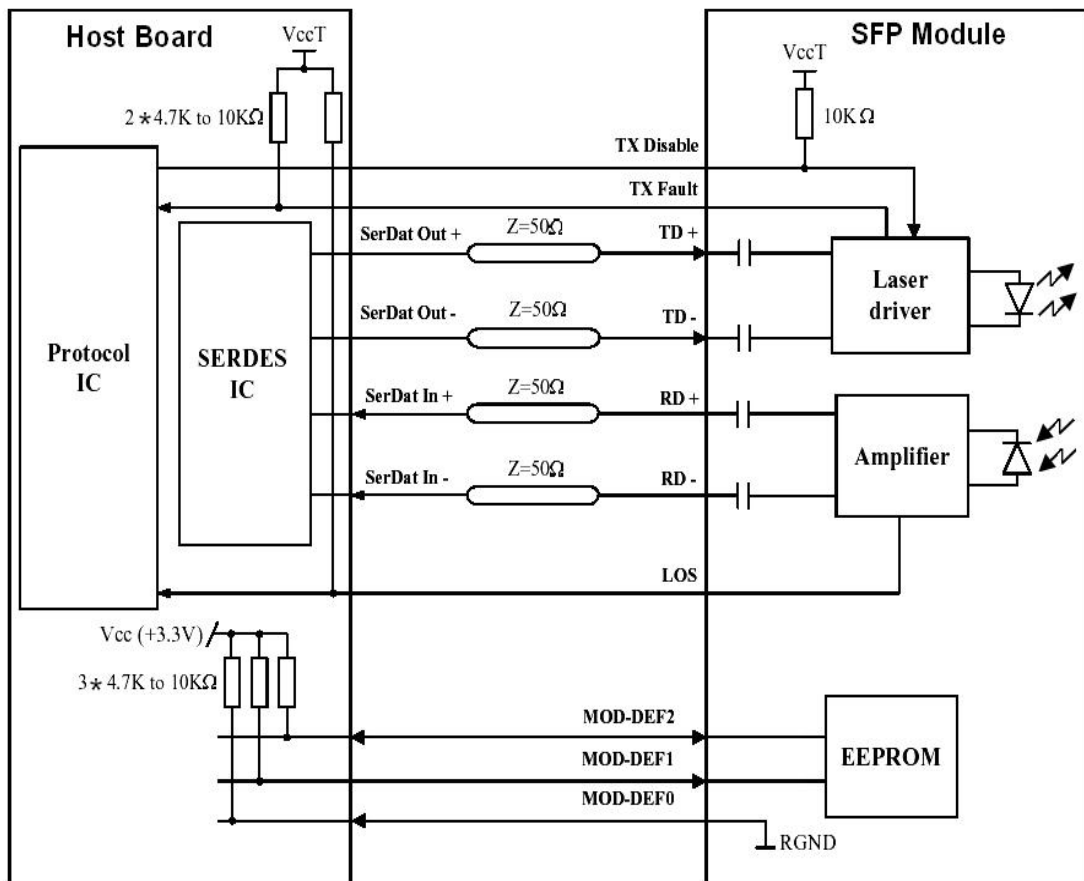 Host Board
SFP Module
VccT
VccT
2*4.7K to 10KΩ
10KΩ
TX Disable
TX Fault
SerDat Out +
Z=50Ω
TD +
SerDat Out -
Z=50Ω
TD -
Laser
driver
Protocol
IC
SERDES
IC
SerDat In +
Z=50Ω
RD +
SerDat In -
Z=50Ω
RD -
Amplifier
LOS
Vcc (+3.3V)
3*4.7K to 10KΩ
MOD-DEF2
MOD-DEF1
MOD-DEF0
EEPROM
RGND